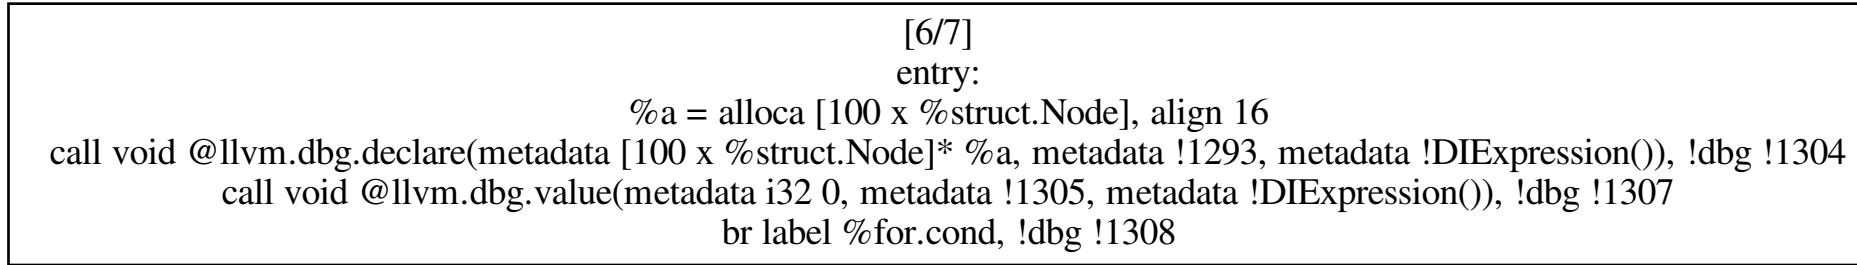 [6/7]
entry:
%a = alloca [100 x %struct.Node], align 16
call void @llvm.dbg.declare(metadata [100 x %struct.Node]* %a, metadata !1293, metadata !DIExpression()), !dbg !1304
call void @llvm.dbg.value(metadata i32 0, metadata !1305, metadata !DIExpression()), !dbg !1307
br label %for.cond, !dbg !1308